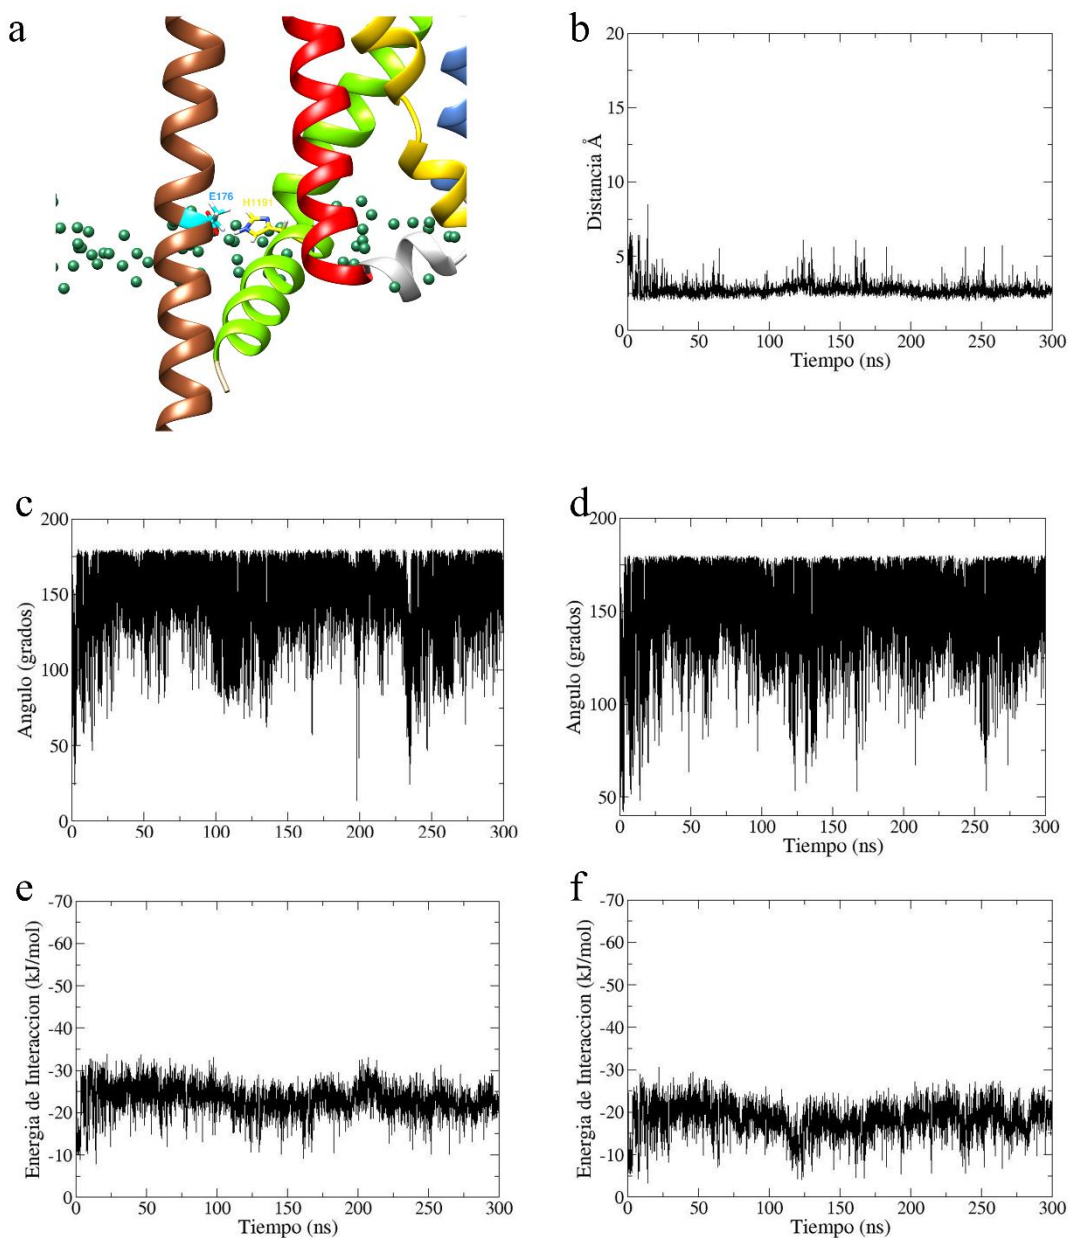 a
E176
H1191
b
20
15
10
5
0
Distancia Å
0 50 100 150 200 250 300
Tiempo (ns)
c
200
150
100
50
0
Angulo (grados)
0 50 100 150 200 250 300
Tiempo (ns)
d
200
150
100
50
Angulo (grados)
0 50 100 150 200 250 300
Tiempo (ns)
e
-70
-60
-50
-40
-30
-20
-10
0
Energia de Interaccion (kJ/mol)
0 50 100 150 200 250 300
Tiempo (ns)
f
-70
-60
-50
-40
-30
-20
-10
0
Energia de Interaccion (kJ/mol)
0 50 100 150 200 250 300
Tiempo (ns)